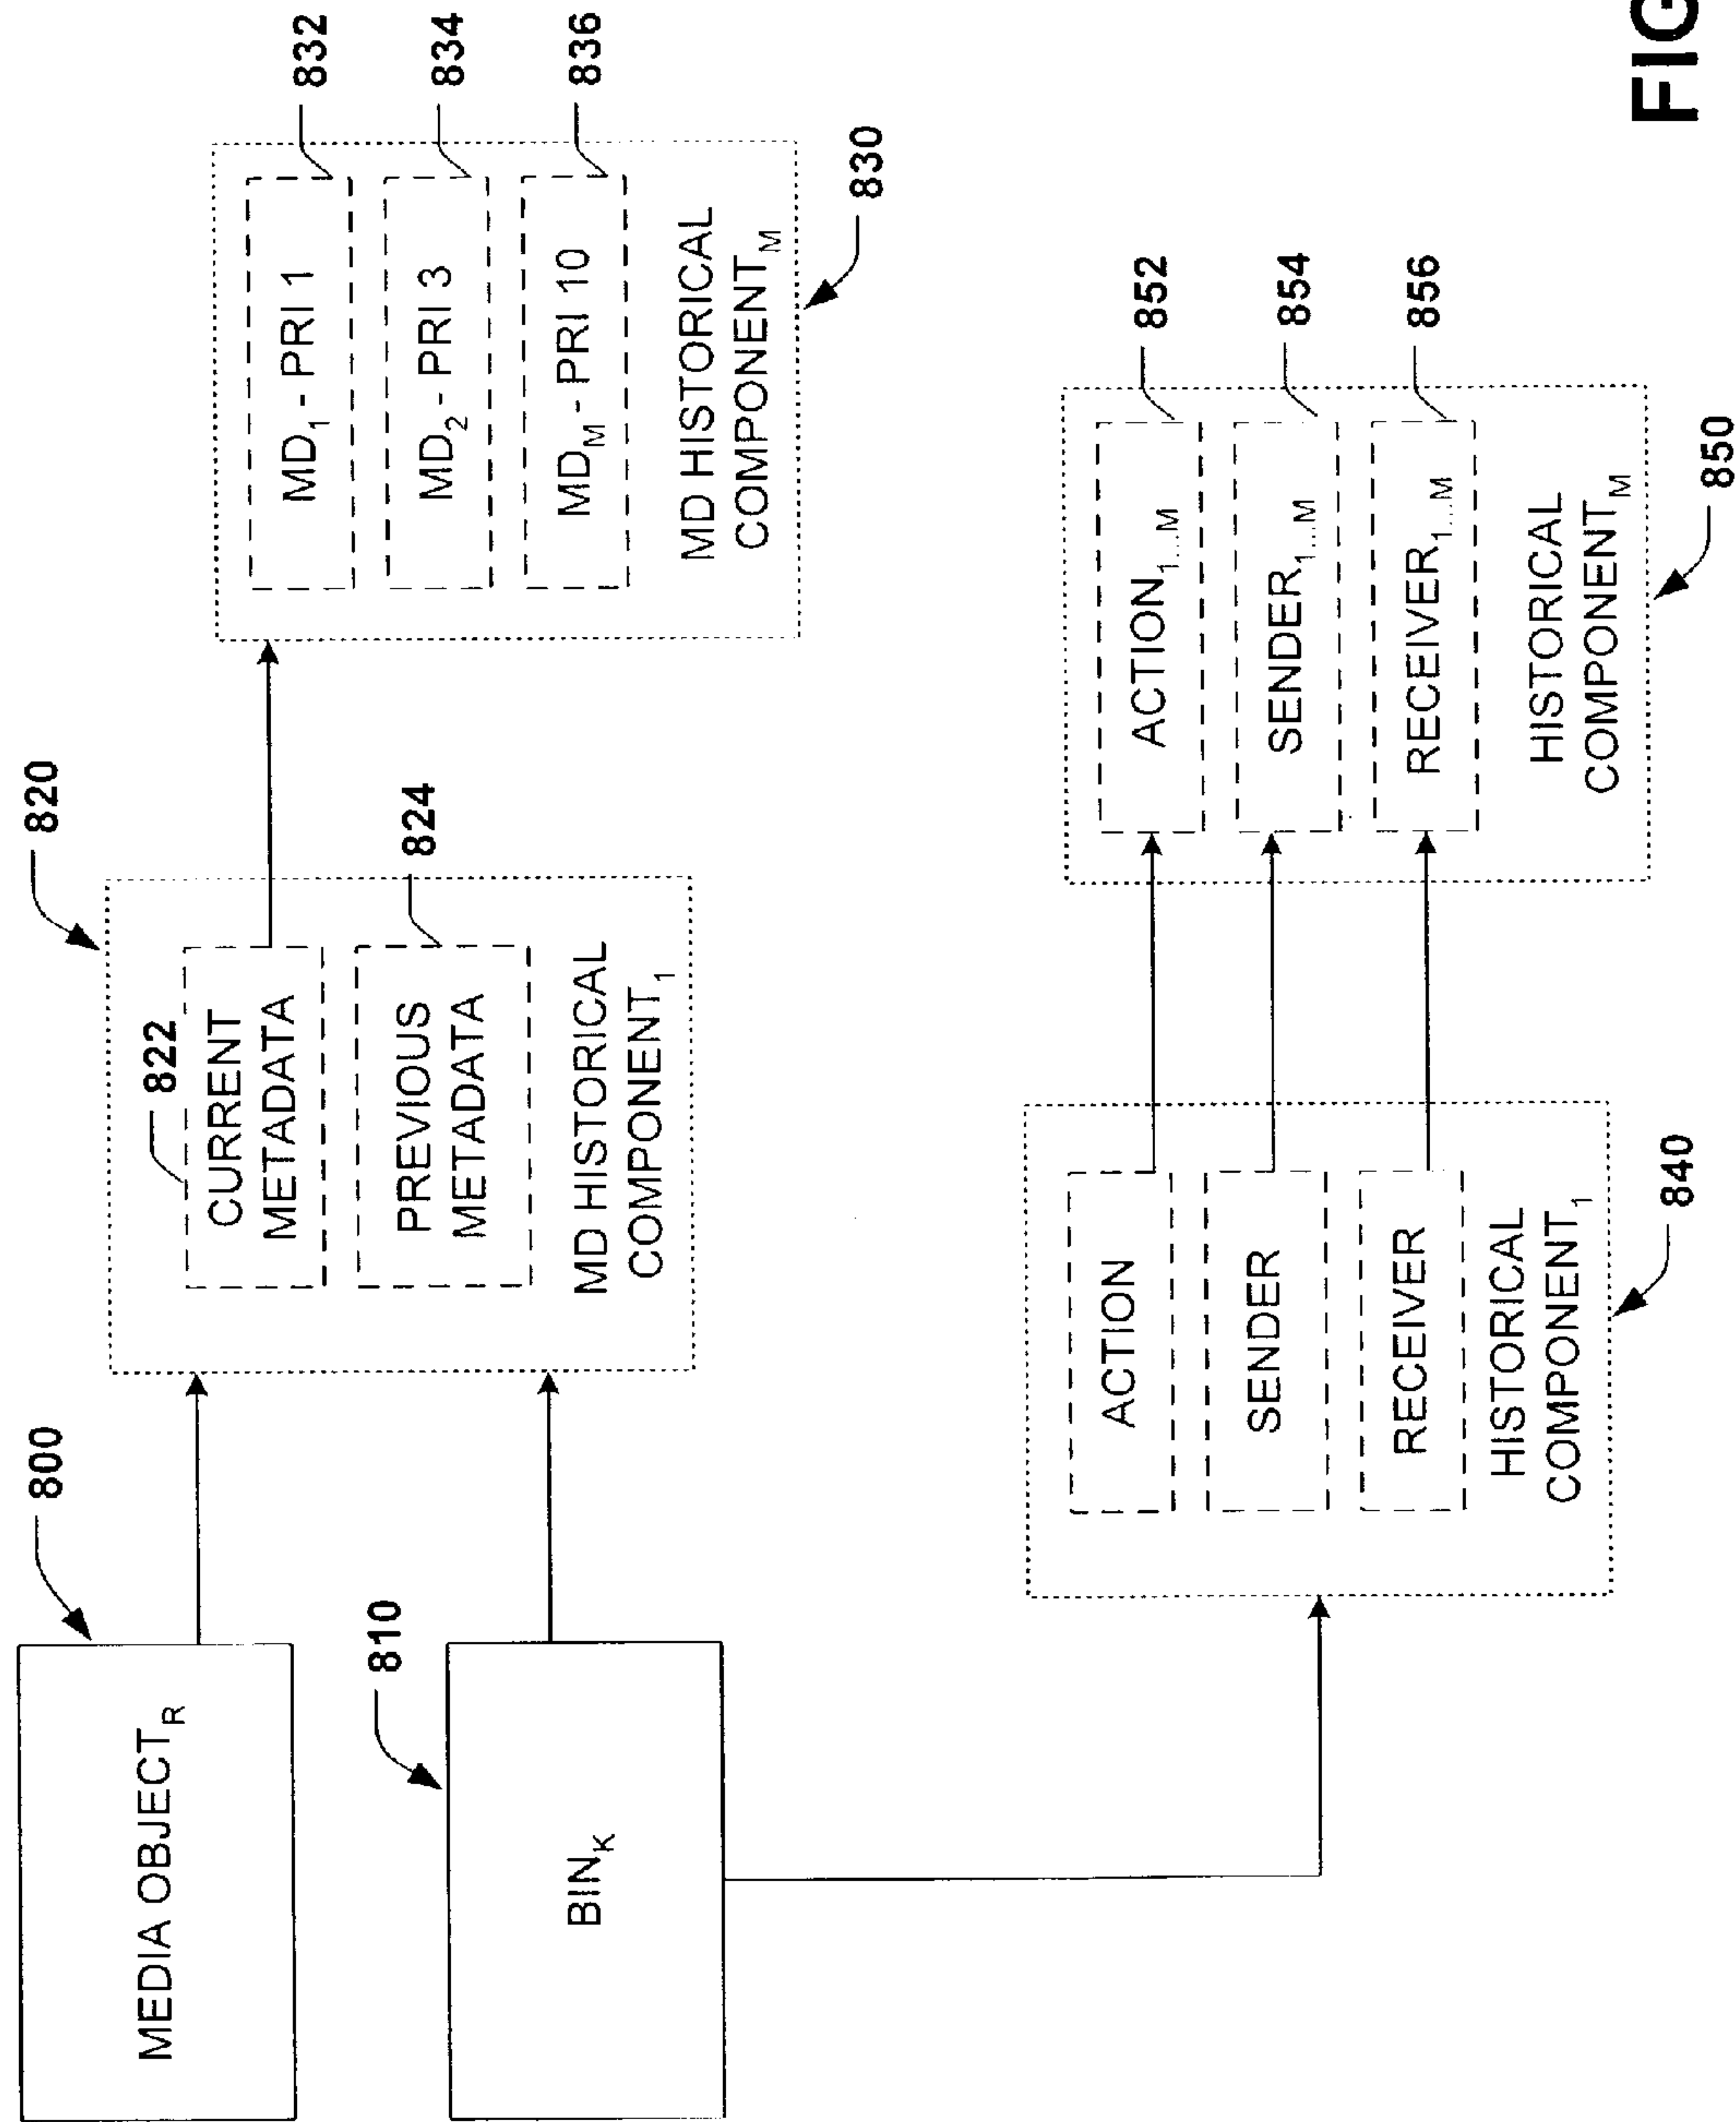 800
MEDIA OBJECT_R
810
BIN_K
820
822
CURRENT
METADATA
824
PREVIOUS
METADATA
MD HISTORICAL
COMPONENT_1
832
MD_1 - PRI 1
834
MD_2 - PRI 3
836
MD_M - PRI 10
MD HISTORICAL
COMPONENT_M
830
ACTION
SENDER
RECEIVER
HISTORICAL
COMPONENT_1
840
852
ACTION_1...M
854
SENDER_1...M
856
RECEIVER_1...M
HISTORICAL
COMPONENT_M
850